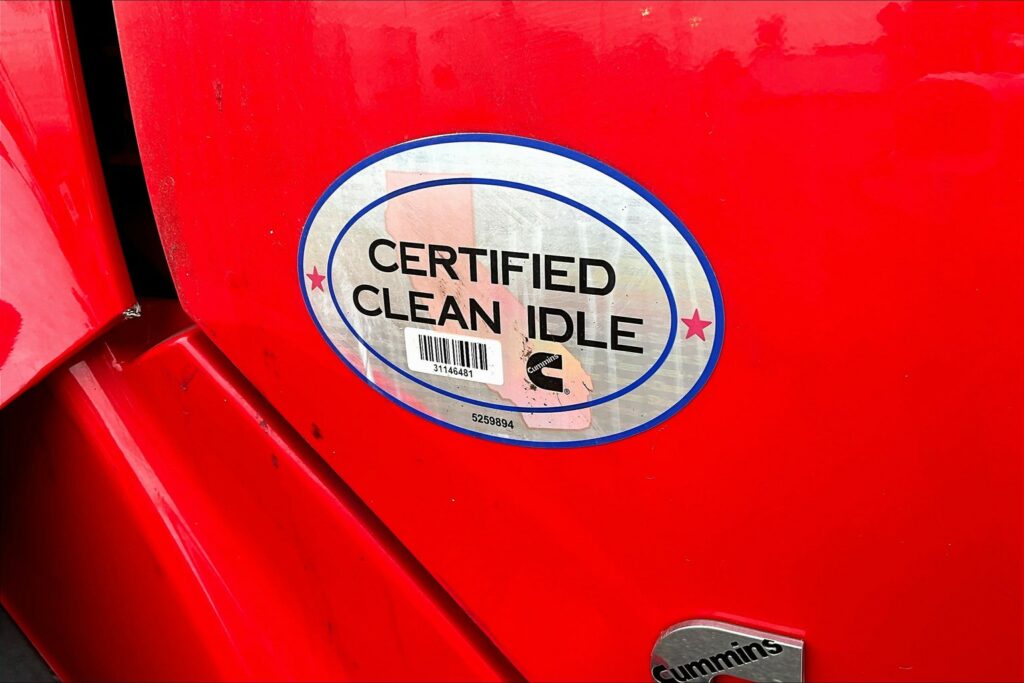 CERTIFIED
CLEAN IDLE
31146481
Cummins
®
5259894
Cummins